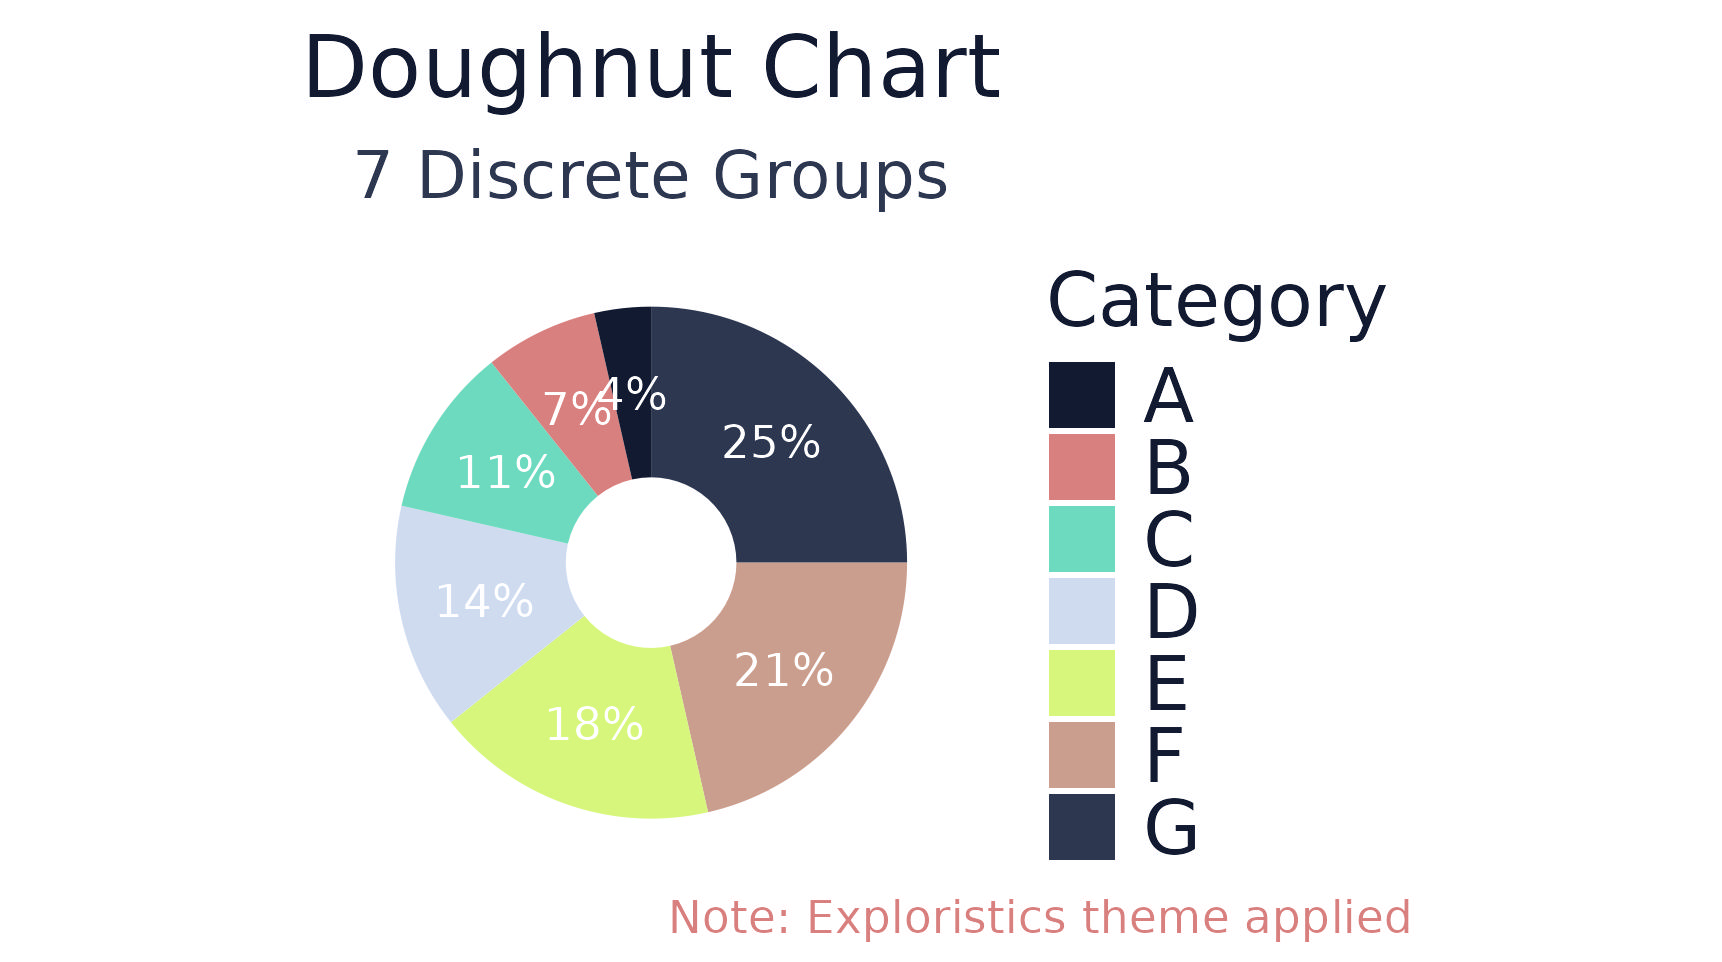 Doughnut Chart
7 Discrete Groups
4%
7%
25%
11%
14%
21%
18%
Category
A
B
C
D
E
F
G
Note: Exploristics theme applied